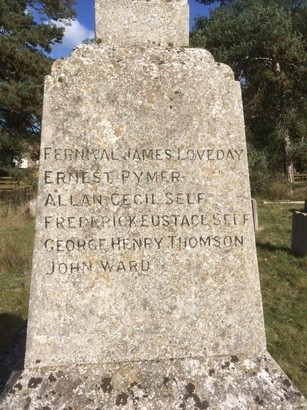 FERNIVAL JAMES LOVEDAY
ERNEST PYMER
ALLAN CECIL SELF
FREDERICK EUSTACE SELF
GEORGE HENRY THOMSON
JOHN WARD